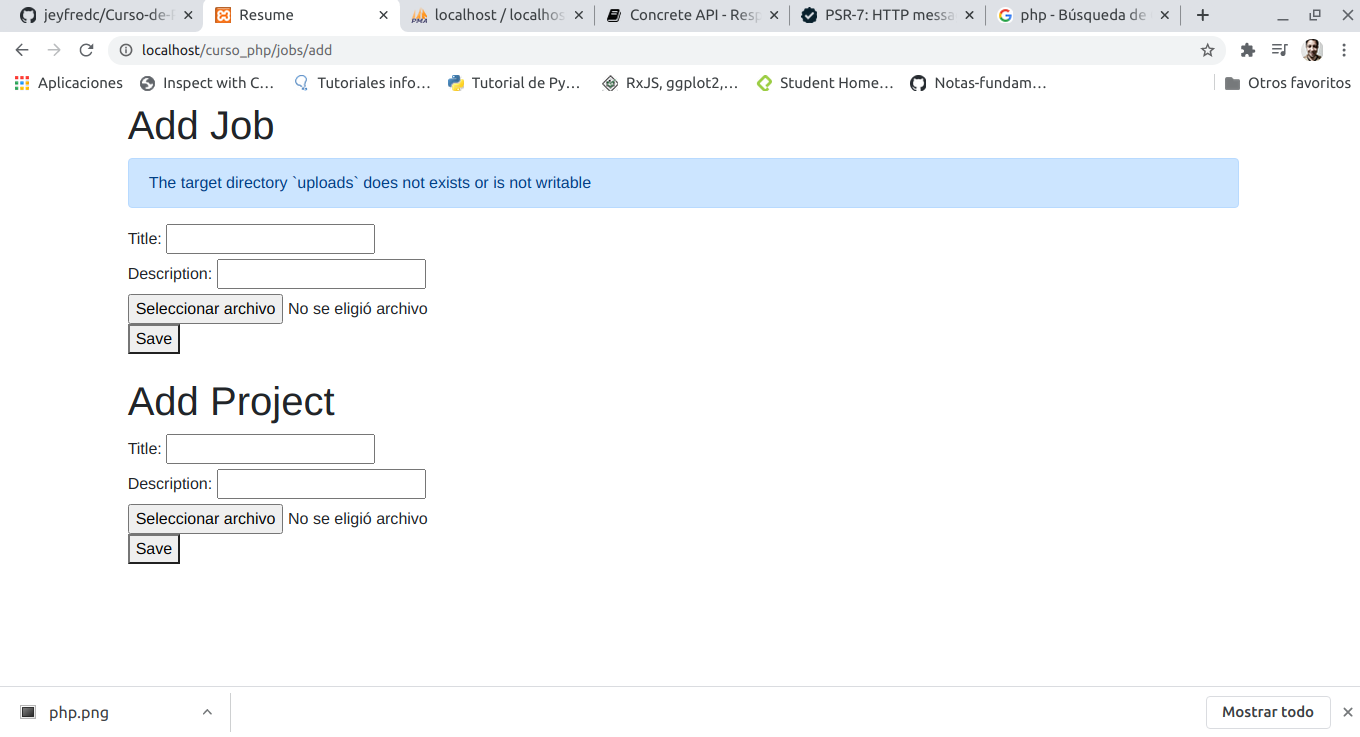 jeyfredc/Curso-de-
Resume
localhost / localhos
Concrete API - Resp
PSR-7: HTTP messa
php - Búsqueda de
localhost/curso_php/jobs/add
Aplicaciones
Inspect with C...
Tutoriales info...
Tutorial de Py...
RxJS, ggplot2,...
Student Home...
Notas-fundam...
Otros favoritos
Add Job
The target directory `uploads` does not exists or is not writable
Title:
Description:
Seleccionar archivo No se eligió archivo
Save
Add Project
Title:
Description:
Seleccionar archivo No se eligió archivo
Save
php.png
Mostrar todo